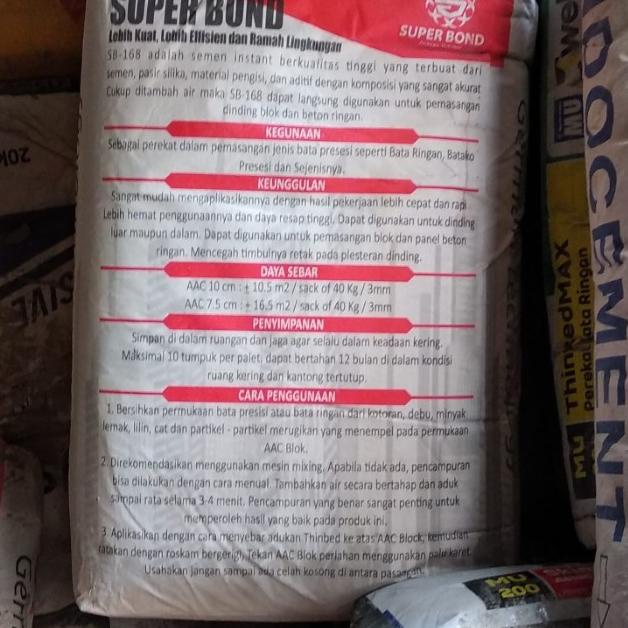 SUPER BOND
Lebih Kuat, Lebih Effisien dan Ramah Lingkungan
SUPER BOND
SB-168 adalah semen instant berkualitas tinggi yang terbuat dari
semen, pasir silika, material pengisi, dan aditif dengan komposisi yang sangat akurat
Cukup ditambah air maka SB-168 dapat langsung digunakan untuk pemasangan
dinding blok dan beton ringan.
KEGUNAAN
Sebagai perekat dalam pemasangan jenis bata presesi seperti Bata Ringan, Batako
Presesi dan Sejenisnya.
KEUNGGULAN
Sangat mudah mengaplikasikannya dengan hasil pekerjaan lebih cepat dan rapi
Lebih hemat penggunaannya dan daya resap tinggi. Dapat digunakan untuk dinding
luar maupun dalam. Dapat digunakan untuk pemasangan blok dan panel beton
ringan. Mencegah timbulnya retak pada plesteran dinding.
DAYA SEBAR
AAC 10 cm : ± 10.5 m2 / sack of 40 Kg / 3mm
AAC 7.5 cm : + 16.5 m2 / sack of 40 Kg / 3mm
PENYIMPANAN
Simpan di dalam ruangan dan jaga agar selalu dalam keadaan kering.
Maksimal 10 tumpuk per palet, dapat bertahan 12 bulan di dalam kondisi
ruang kering dan kantong tertutup.
CARA PENGGUNAAN
1. Bersihkan permukaan bata presisi atau bata ringan dari kotoran, debu, minyak
lemak, lilin, cat dan partikel - partikel merugikan yang menempel pada permukaan
AAC Blok.
2. Direkomendasikan menggunakan mesin mixing, Apabila tidak ada, pencampuran
bisa dilakukan dengan cara menual. Tambahkan air secara bertahap dan aduk
sampai rata selama 3-4 menit. Pencampuran yang benar sangat penting untuk
memperoleh hasil yang baik pada produk ini.
3. Aplikasikan dengan cara menyebar adukan Thinbed ke atas AAC Block, kemudian
ratakan dengan roskam bergerigi, Tekan AAC Blok perlahan menggunakan palu karet.
Usahakan jangan sampai ada celah kosong di antara pasangan.
20K
SIVE
MU
MU ThinbedMAX
Perekat Bata Ringan
OCEMENT
MU
200